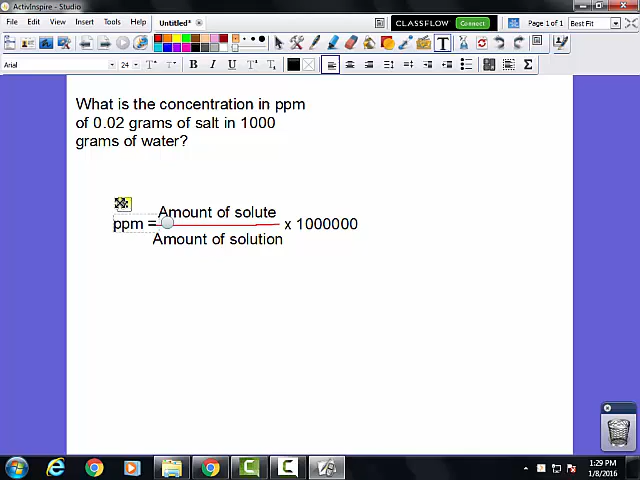 ActivInspire - Studio
File Edit View Insert Tools Help
Untitled*
CLASSFLOW Connect
Page 1 of 1 Best Fit
Arial 24 B I U
What is the concentration in ppm
of 0.02 grams of salt in 1000
grams of water?
Amount of solute
ppm = x 1000000
Amount of solution
1:29 PM
1/8/2016